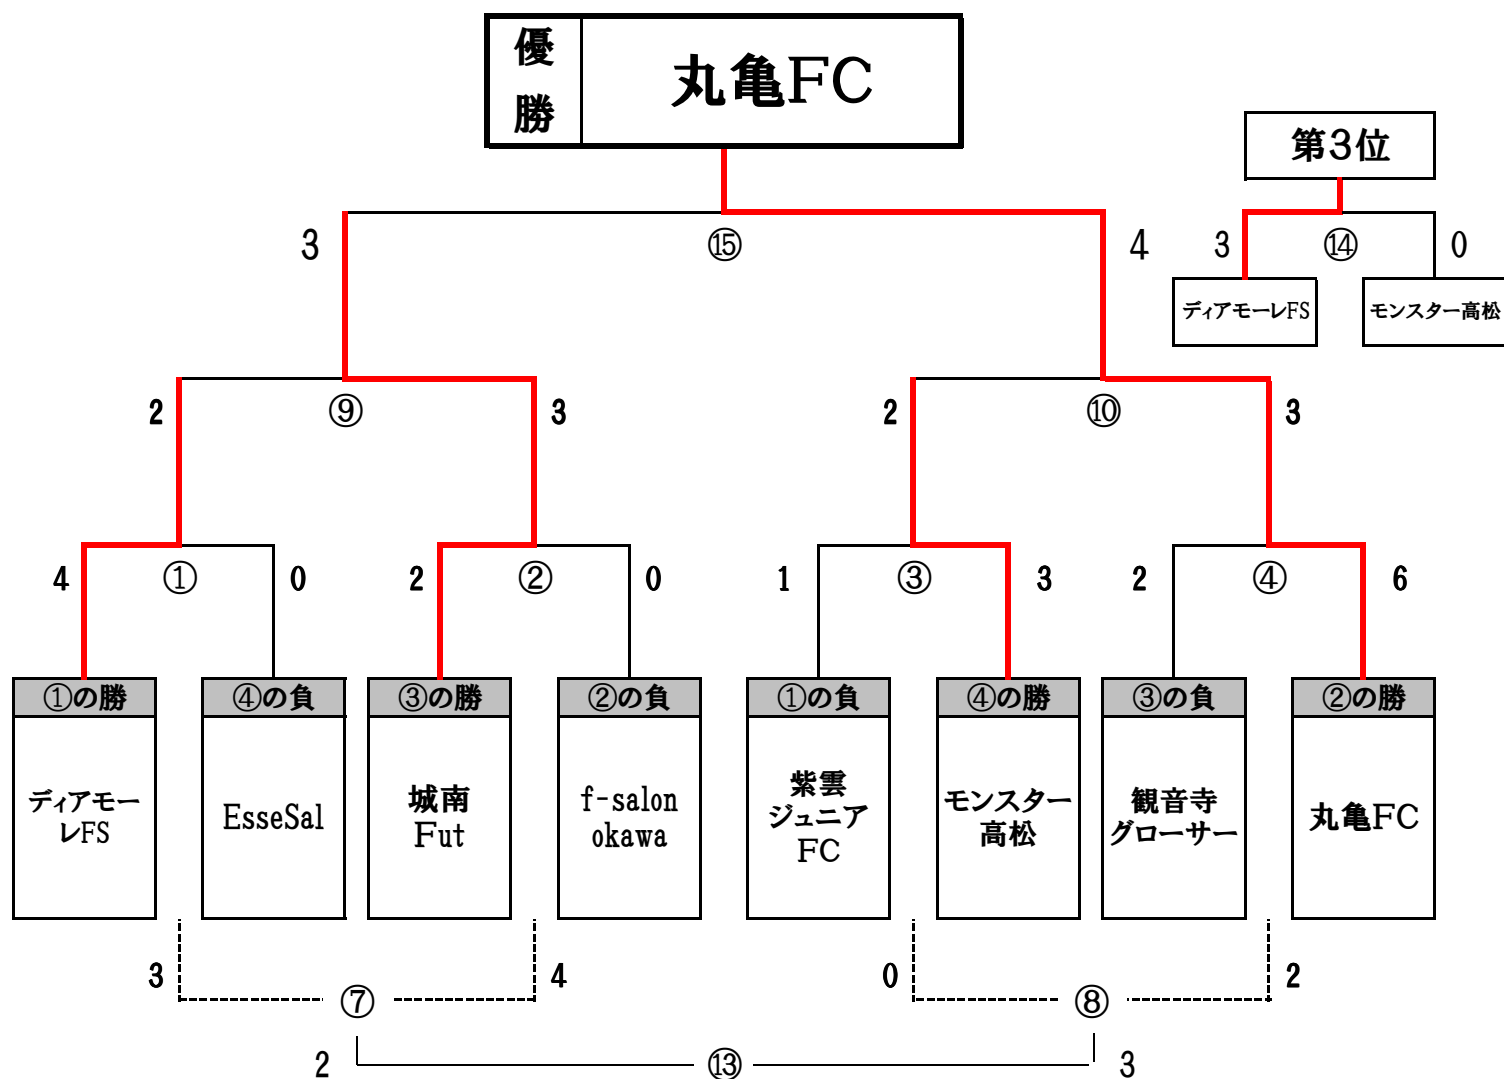 優
勝
丸亀FC
第3位
3
⑮
4
3
⑭
0
ディアモーレFS
モンスター高松
2
⑨
3
2
⑩
3
4
①
0
2
②
0
1
③
3
2
④
6
①の勝
④の負
③の勝
②の負
①の負
④の勝
③の負
②の勝
ディアモー
レFS
EsseSal
城南
Fut
f-salon
okawa
紫雲
ジュニア
FC
モンスター
高松
観音寺
グローサー
丸亀FC
3
⑦
4
0
⑧
2
2
⑬
3